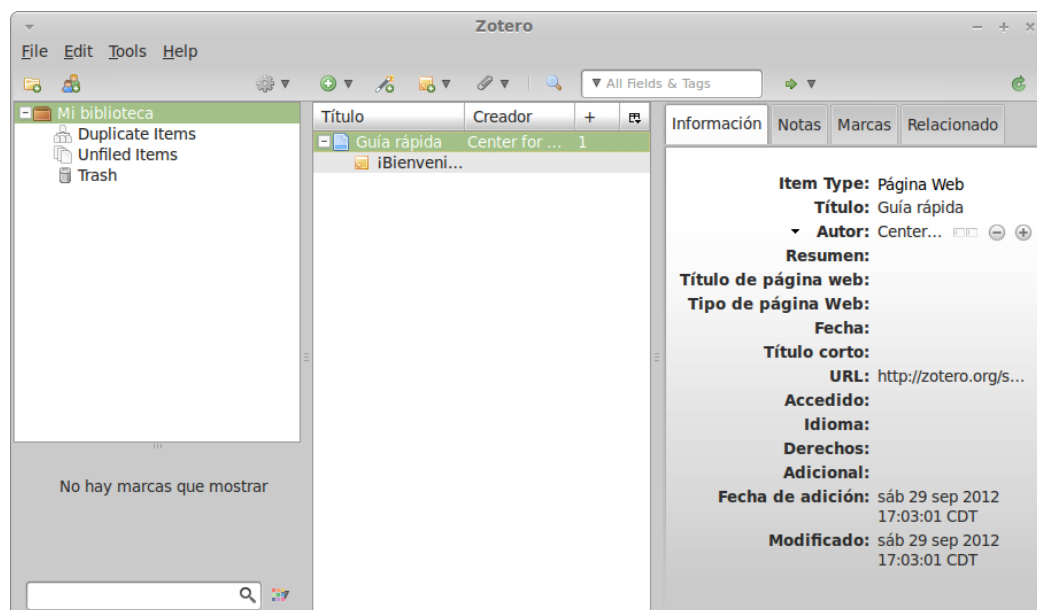 Zotero
File Edit Tools Help
All Fields & Tags
Mi biblioteca
Duplicate Items
Unfiled Items
Trash
No hay marcas que mostrar
Título Creador +
Guía rápida Center for ... 1
¡Bienveni...
Información Notas Marcas Relacionado
Item Type: Página Web
Título: Guía rápida
Autor: Center...
Resumen:
Título de página web:
Tipo de página Web:
Fecha:
Título corto:
URL: http://zotero.org/s...
Accedido:
Idioma:
Derechos:
Adicional:
Fecha de adición: sáb 29 sep 2012
17:03:01 CDT
Modificado: sáb 29 sep 2012
17:03:01 CDT